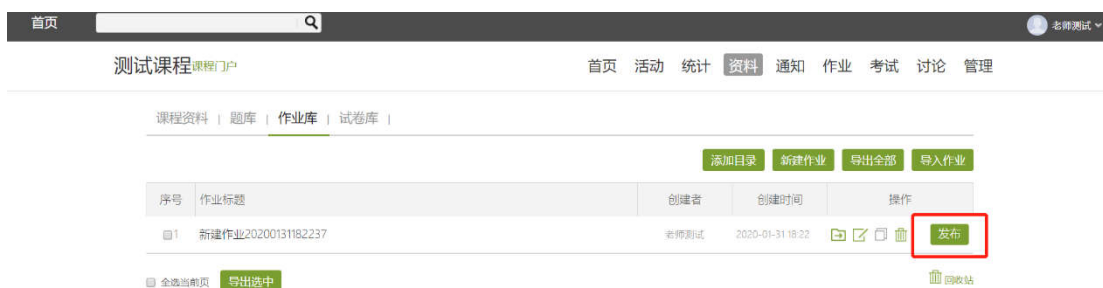 首页 老师测试
测试课程 课程门户 首页 活动 统计 资料 通知 作业 考试 讨论 管理
课程资料 | 题库 | 作业库 | 试卷库 |
添加目录 新建作业 导出全部 导入作业
序号 作业标题 创建者 创建时间 操作
1 新建作业20200131182237 老师测试 2020-01-31 18:22 发布
全选当前页 导出选中 回收站